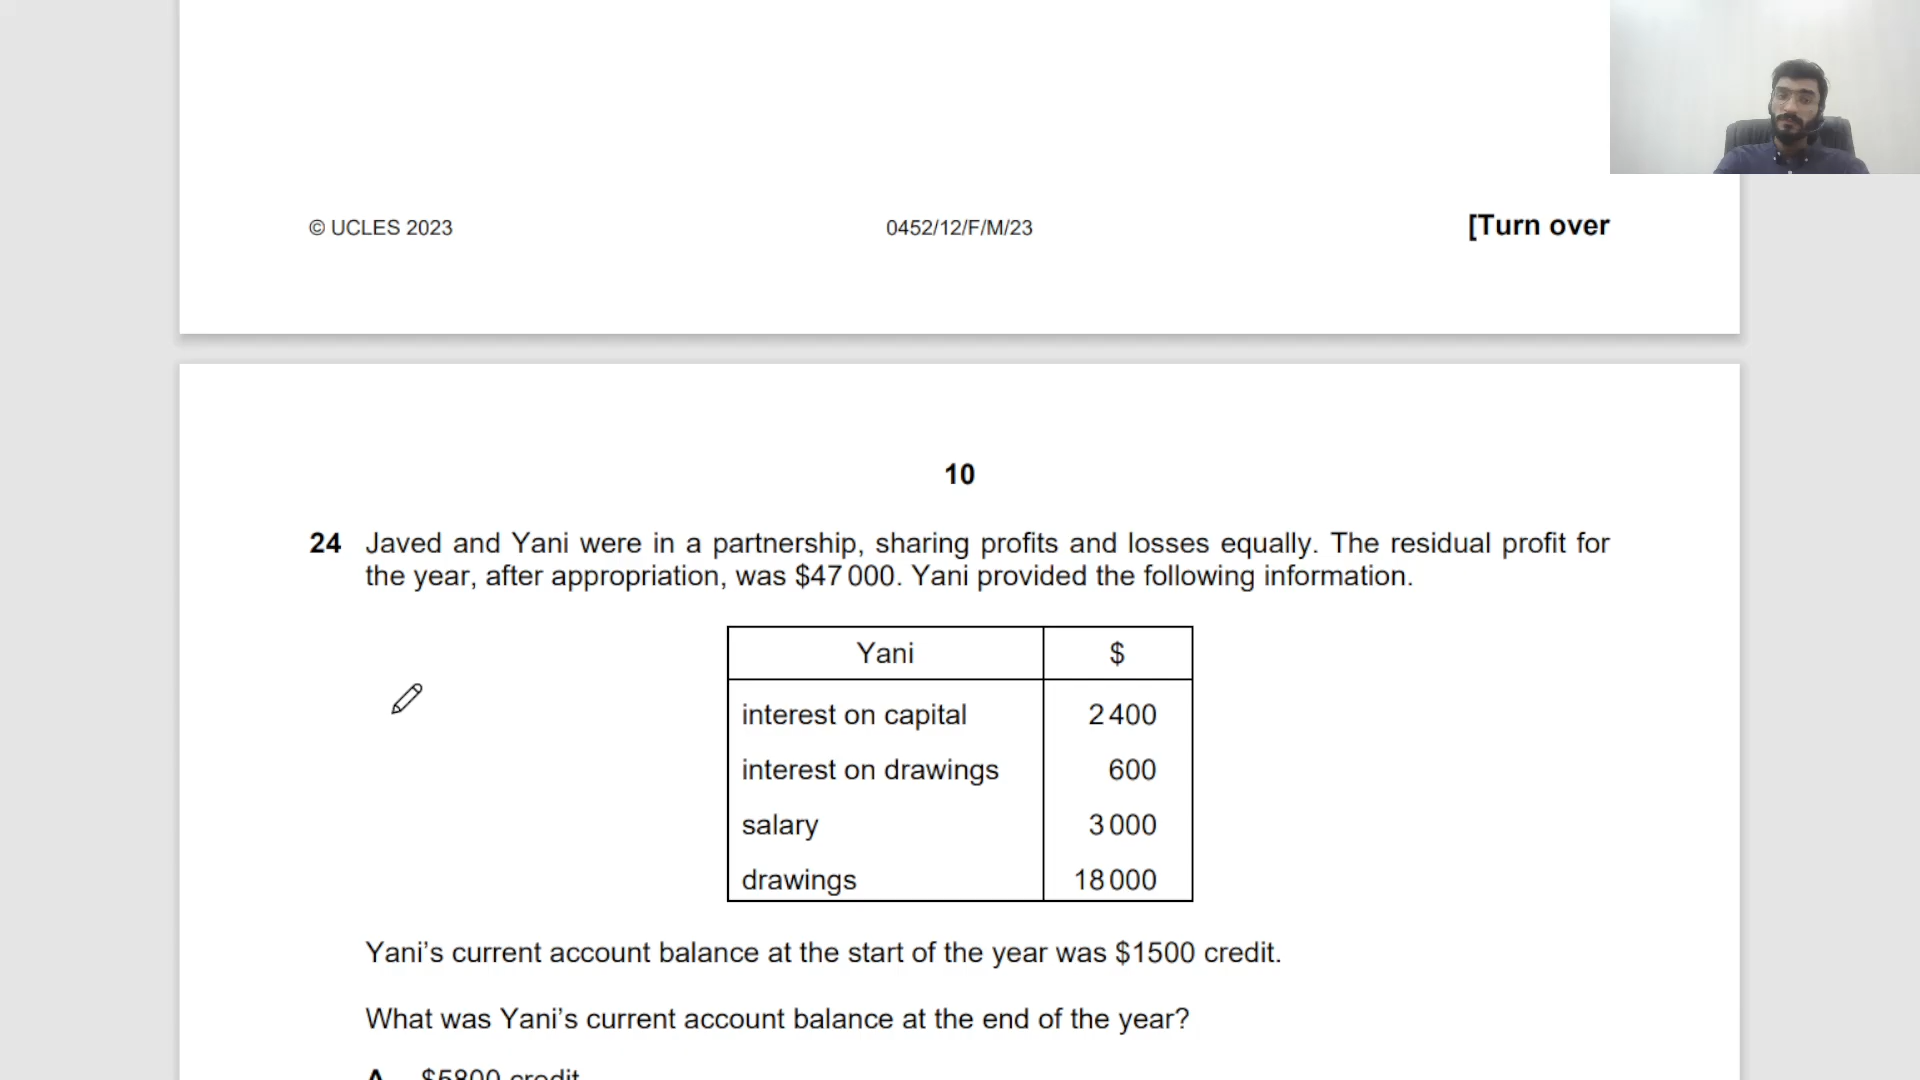 © UCLES 2023 0452/12/F/M/23 [Turn over
10
24 Javed and Yani were in a partnership, sharing profits and losses equally. The residual profit for
the year, after appropriation, was $47 000. Yani provided the following information.
Yani $
interest on capital 2 400
interest on drawings 600
salary 3 000
drawings 18 000
Yani’s current account balance at the start of the year was $1500 credit.
What was Yani’s current account balance at the end of the year?
A $5800 credit